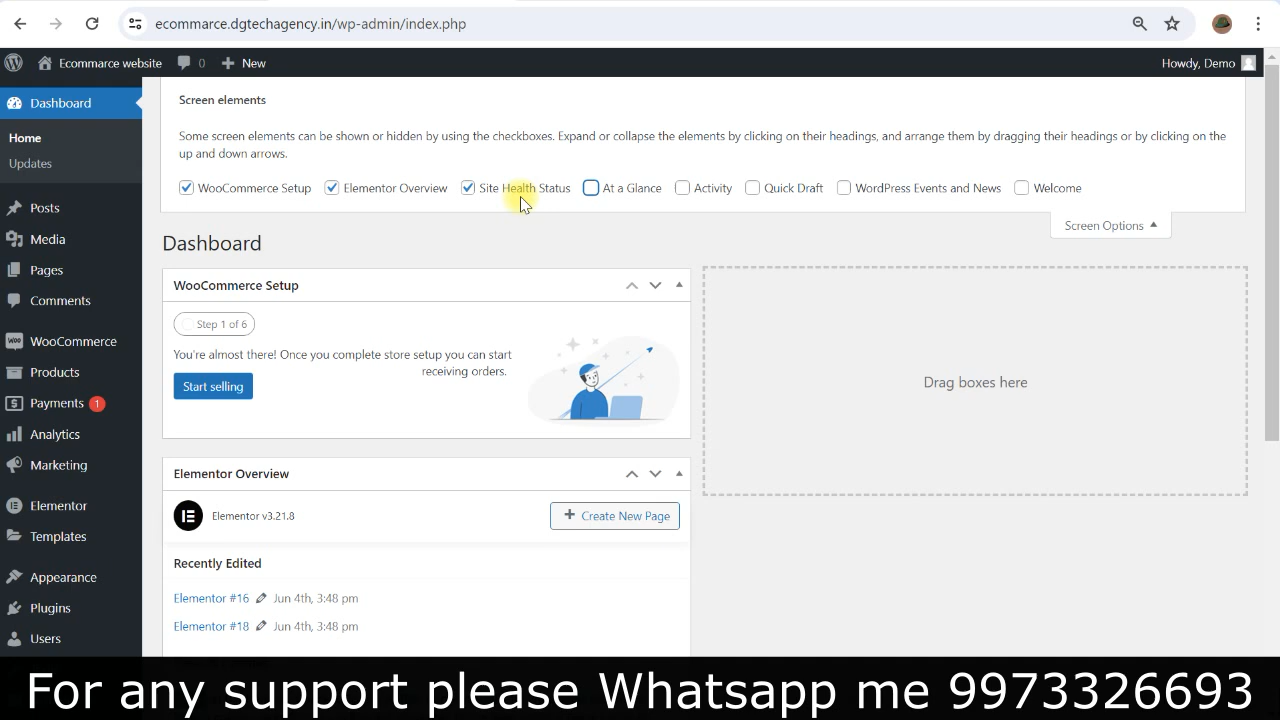 ecommarce.dgtechagency.in/wp-admin/index.php
Ecommarce website
0
New
Howdy, Demo
Dashboard
Home
Updates
Posts
Media
Pages
Comments
WooCommerce
Products
Payments 1
Analytics
Marketing
Elementor
Templates
Appearance
Plugins
Users
Screen elements
Some screen elements can be shown or hidden by using the checkboxes. Expand or collapse the elements by clicking on their headings, and arrange them by dragging their headings or by clicking on the
up and down arrows.
WooCommerce Setup Elementor Overview Site Health Status At a Glance Activity Quick Draft WordPress Events and News Welcome
Screen Options
Dashboard
WooCommerce Setup
Step 1 of 6
You're almost there! Once you complete store setup you can start
receiving orders.
Start selling
Drag boxes here
Elementor Overview
Elementor v3.21.8
Create New Page
Recently Edited
Elementor #16 Jun 4th, 3:48 pm
Elementor #18 Jun 4th, 3:48 pm
For any support please Whatsapp me 9973326693